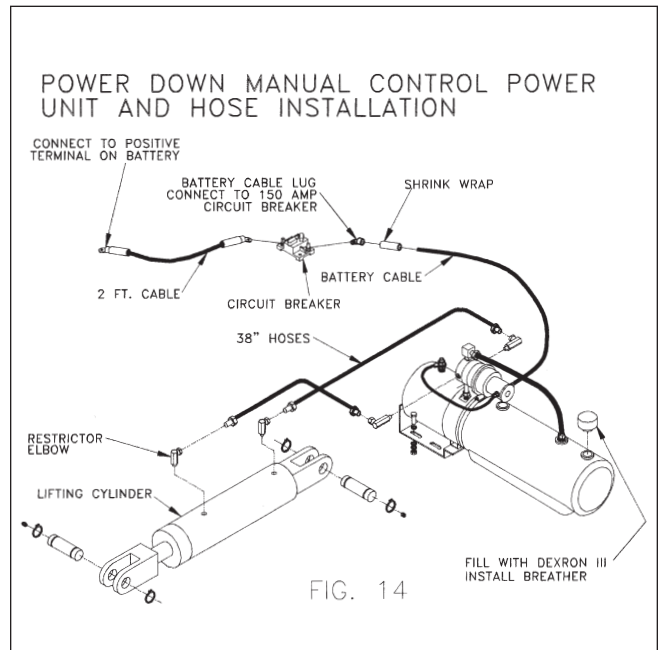 POWER DOWN MANUAL CONTROL POWER
UNIT AND HOSE INSTALLATION
CONNECT TO POSITIVE
TERMINAL ON BATTERY
BATTERY CABLE LUG
CONNECT TO 150 AMP
CIRCUIT BREAKER
SHRINK WRAP
2 FT. CABLE
CIRCUIT BREAKER
BATTERY CABLE
38" HOSES
RESTRICTOR
ELBOW
LIFTING CYLINDER
FILL WITH DEXRON III
INSTALL BREATHER
FIG. 14